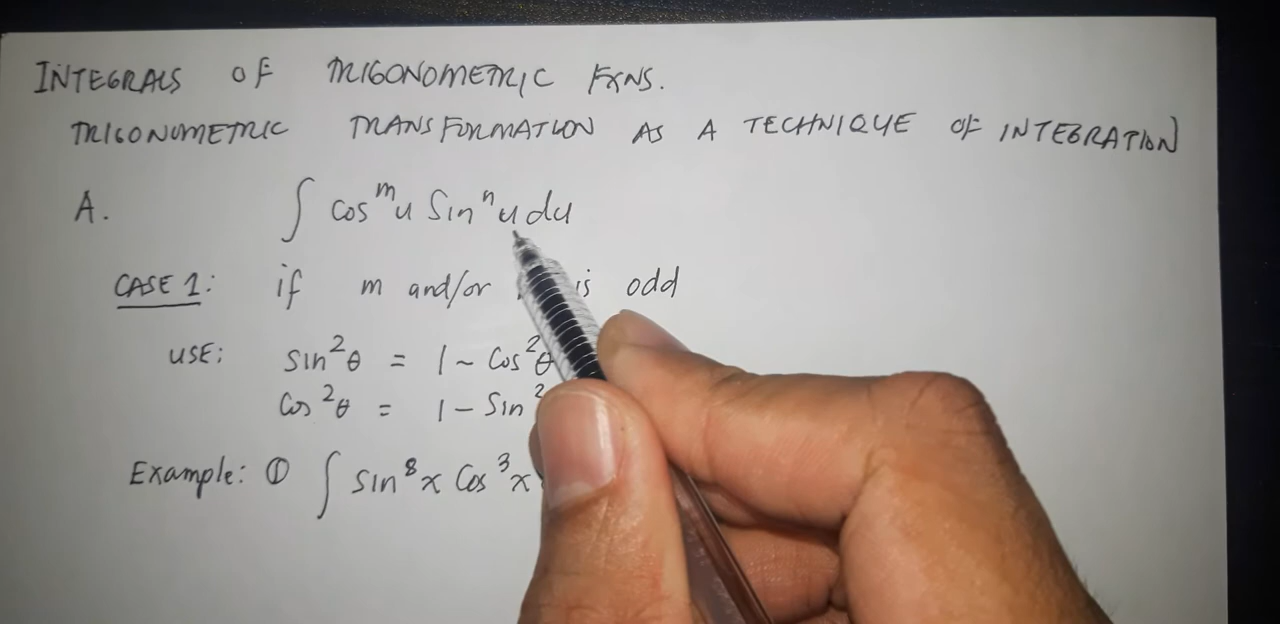 INTEGRALS OF TRIGONOMETRIC FXNS.
TRIGONOMETRIC TRANSFORMATION AS A TECHNIQUE OF INTEGRATION
A. ∫ cos^m u sin^n u du
CASE 1: if m and/or is odd
USE: sin²θ = 1 - cos²θ
cos²θ = 1 - sin²
Example: ① ∫ sin⁸x cos³x